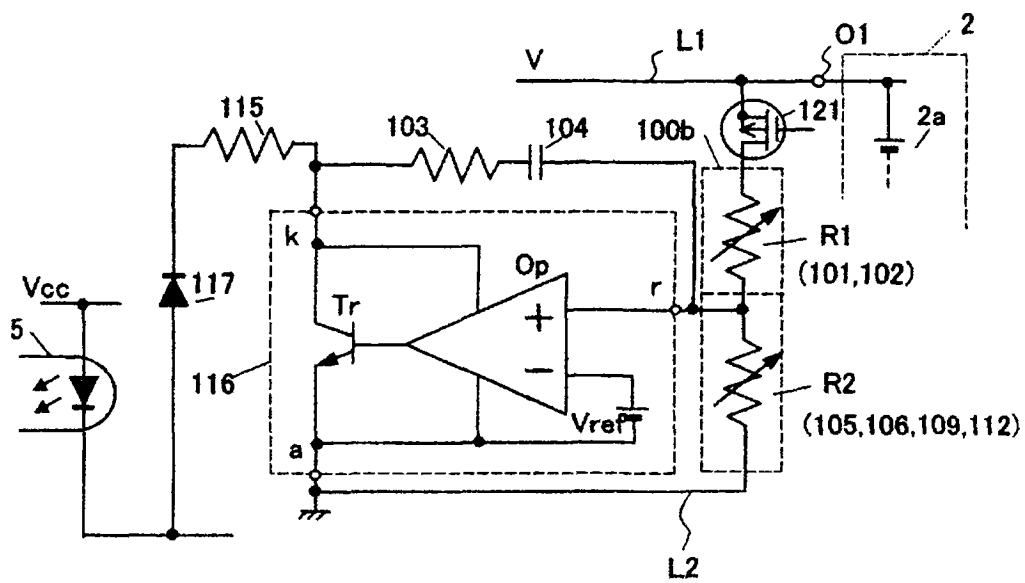 2
O1
V
L1
121
2a
115
103
104
100b
R1
(101,102)
k
Op
r
+
Vcc
117
Tr
5
−
R2
116
Vref
(105,106,109,112)
a
L2